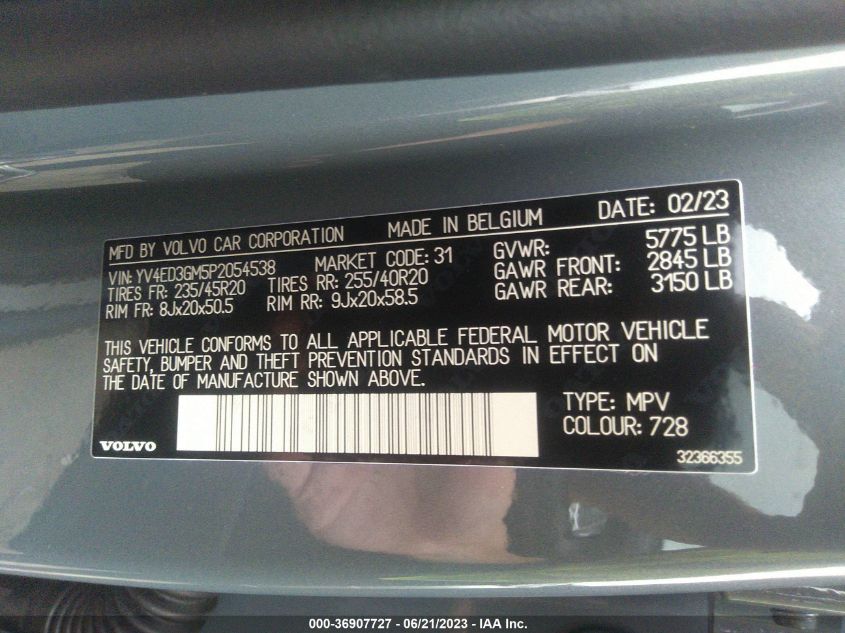 MFD BY VOLVO CAR CORPORATION MADE IN BELGIUM DATE: 02/23
VIN: YV4ED3GM5P2054538 MARKET CODE: 31 GVWR: 5775 LB
TIRES FR: 235/45R20 TIRES RR: 255/40R20 GAWR FRONT: 2845 LB
RIM FR: 8Jx20x50.5 RIM RR: 9Jx20x58.5 GAWR REAR: 3150 LB
THIS VEHICLE CONFORMS TO ALL APPLICABLE FEDERAL MOTOR VEHICLE
SAFETY, BUMPER AND THEFT PREVENTION STANDARDS IN EFFECT ON
THE DATE OF MANUFACTURE SHOWN ABOVE.
TYPE: MPV
COLOUR: 728
VOLVO
32366355
000-36907727 - 06/21/2023 - IAA Inc.